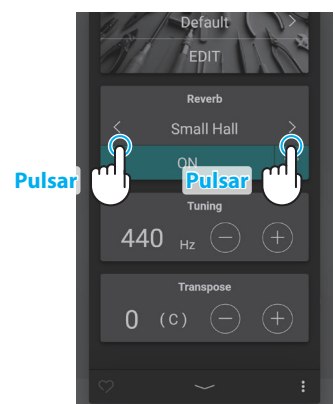 Default
EDIT
Reverb
Small Hall
ON
Pulsar
Pulsar
Tuning
440 Hz
Transpose
0 (C)